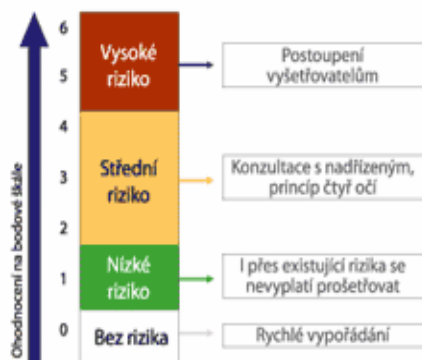 Ohodnocení na bodové škále
6
5
4
3
2
1
0
Vysoké
riziko
Postoupení
vyšetřovatelům
Střední
riziko
Konzultace s nadřízeným,
princip čtyř očí
Nízké
riziko
I přes existující rizika se
nevyplatí prošetřovat
Bez rizika
Rychlé vypořádání